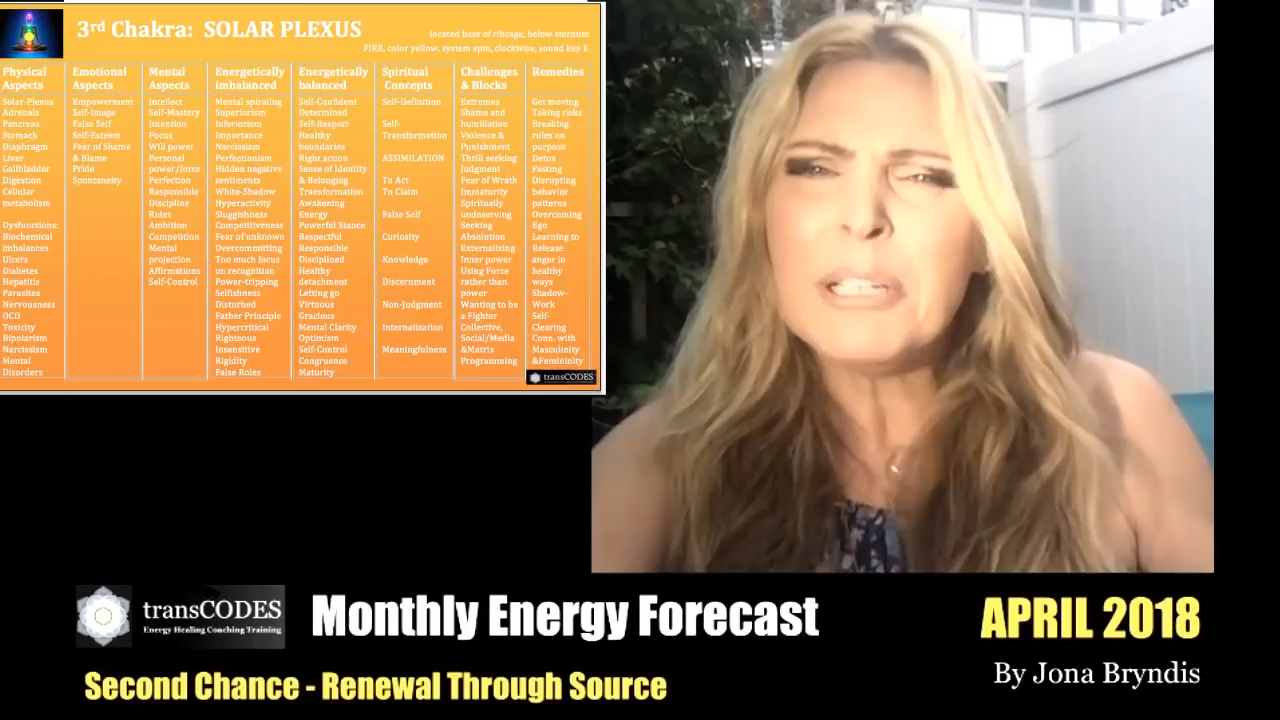 3rd Chakra: SOLAR PLEXUS
located base of ribcage, below sternum
FIRE, color yellow, system spin, clockwise, sound key E
Physical
Aspects
Solar-Plexus
Adrenals
Pancreas
Stomach
Diaphragm
Liver
Gallbladder
Digestion
Cellular
metabolism
Dysfunctions:
Biochemical
imbalances
Ulcers
Diabetes
Hepatitis
Parasites
Nervousness
OCD
Toxicity
Bipolarism
Narcissism
Mental
Disorders
Emotional
Aspects
Empowerment
Self-Image
False Self
Self-Esteem
Fear of Shame
& Blame
Pride
Spontaneity
Mental
Aspects
Intellect
Self-Mastery
Intention
Focus
Will power
Personal
power/force
Perfection
Responsible
Discipline
Rules
Ambition
Competition
Mental
projection
Affirmations
Self-Control
Energetically
imbalanced
Mental spiraling
Superiorism
Inferiorism
Importance
Narcissism
Perfectionism
Hidden negative
sentiments
White-Shadow
Hyperactivity
Sluggishness
Competitiveness
Fear of unknown
Overcommitting
Too much focus
on recognition
Power-tripping
Selfishness
Disturbed
Father Principle
Hypercritical
Righteous
Insensitive
Rigidity
False Roles
Energetically
balanced
Self-Confident
Determined
Self-Respect
Healthy
boundaries
Right action
Sense of identity
& Belonging
Transformation
Awakening
Energy
Powerful Stance
Respectful
Responsible
Disciplined
Healthy
detachment
Letting go
Virtuous
Gracious
Mental Clarity
Optimism
Self-Control
Congruence
Maturity
Spiritual
Concepts
Self-Definition
Self-
Transformation
ASSIMILATION
To Act
To Claim
False Self
Curiosity
Knowledge
Discernment
Non-Judgment
Internalization
Meaningfulness
Challenges
& Blocks
Extremes
Shame and
humiliation
Violence &
Punishment
Thrill seeking
Judgment
Fear of Wrath
Immaturity
Spiritually
undeserving
Seeking
Absolution
Externalizing
Inner-power
Using Force
rather than
power
Wanting to be
a Fighter
Collective,
Social/Media
&Matrix
Programming
Remedies
Get moving
Taking risks
Breaking
rules on
purpose
Detox
Fasting
Disrupting
behavior
patterns
Overcoming
Ego
Learning to
Release
anger in
healthy
ways
Shadow-
Work
Self-
Clearing
Conn. with
Masculinity
&Femininity
transCODES
transCODES
Energy Healing Coaching Training
Monthly Energy Forecast
APRIL 2018
By Jona Bryndis
Second Chance - Renewal Through Source